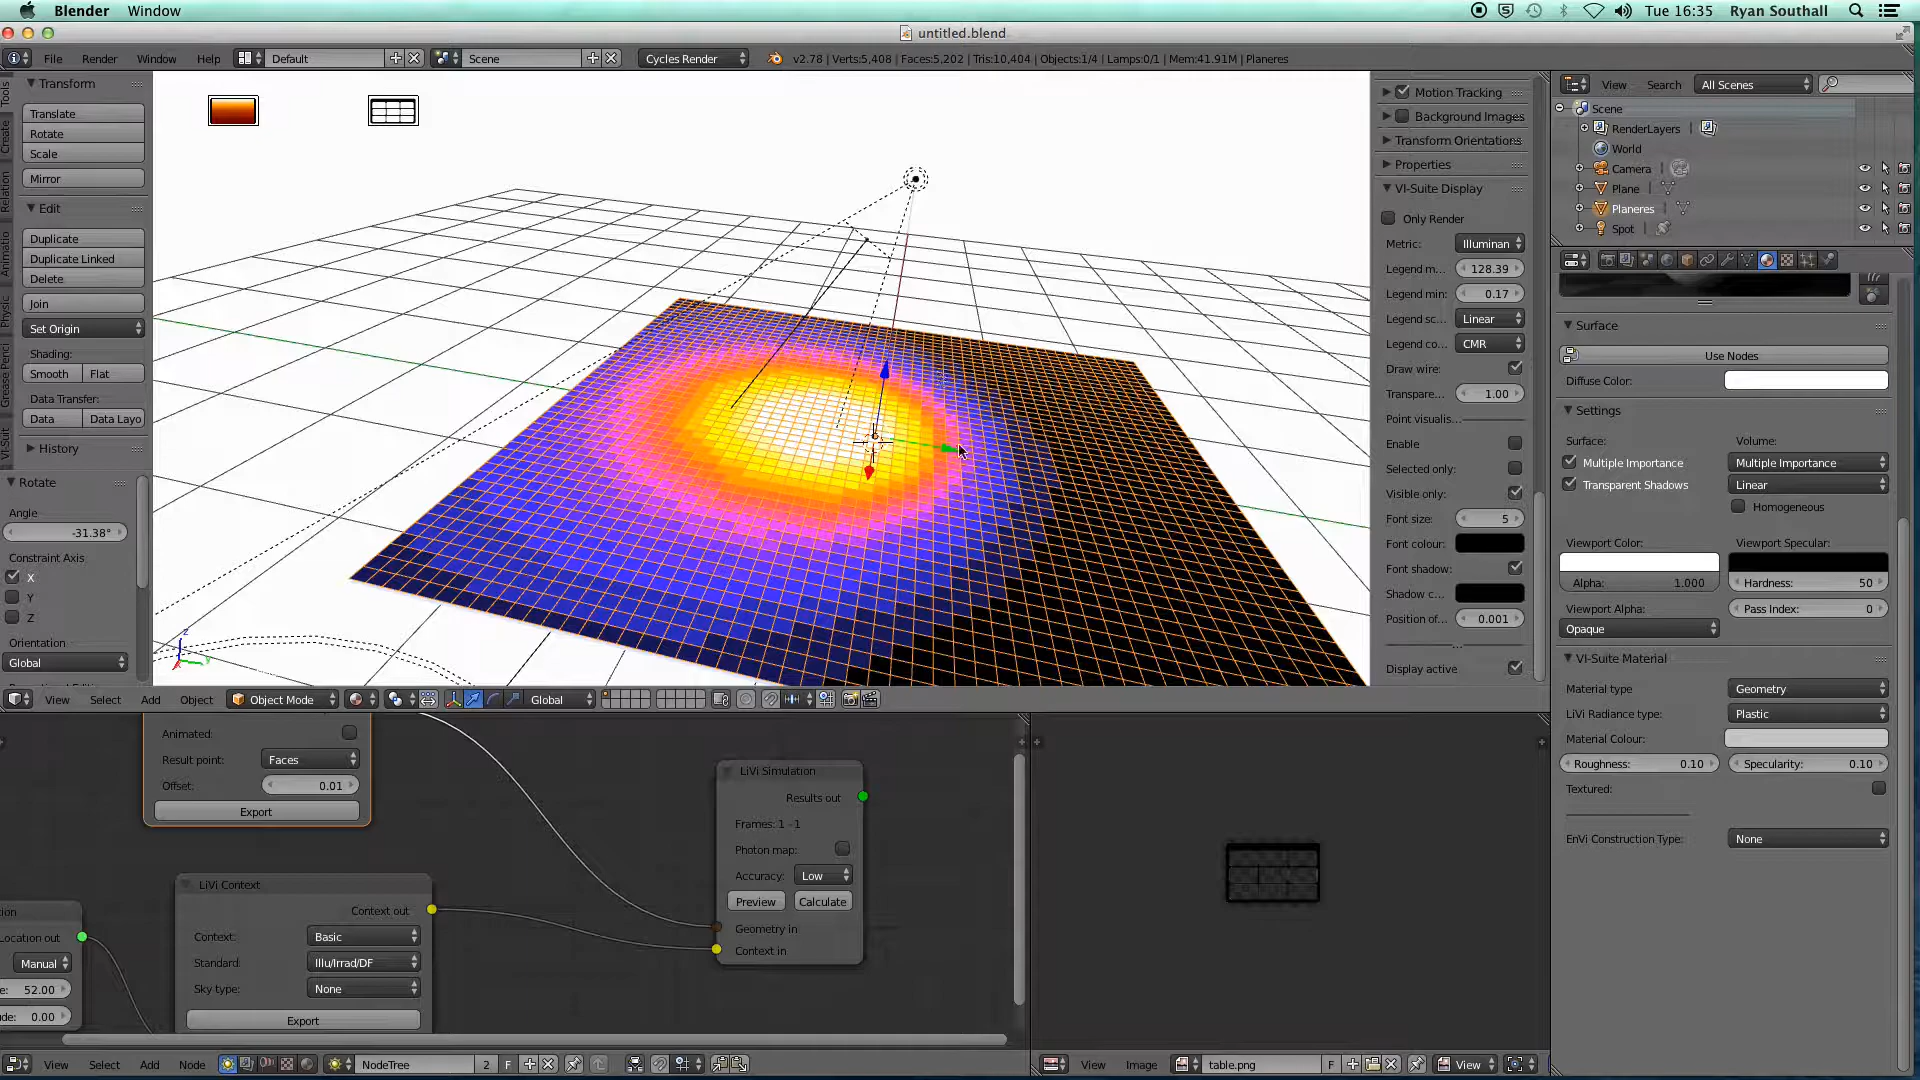 Blender Window Tue 16:35 Ryan Southall
untitled.blend
File Render Window Help Default Scene Cycles Render v2.78 | Verts:5,408 | Faces:5,202 | Tris:10,404 | Objects:1/4 | Lamps:0/1 | Mem:41.91M | Planeres
Transform
Translate
Rotate
Scale
Mirror
Edit
Duplicate
Duplicate Linked
Delete
Join
Set Origin
Shading:
Smooth Flat
Data Transfer:
Data Data Layo
History
Rotate
Angle
-31.38°
Constraint Axis
X
Y
Z
Orientation
Global
Tools
Create
Relation
Animatio
Physic
Grease Penci
VI-Suit
Motion Tracking
Background Images
Transform Orientations
Properties
VI-Suite Display
Only Render
Metric: Illuminan
Legend m... 128.39
Legend min: 0.17
Legend sc... Linear
Legend co... CMR
Draw wire:
Transpare... 1.00
Point visualis...
Enable
Selected only:
Visible only:
Font size: 5
Font colour:
Font shadow:
Shadow c...
Position of... 0.001
Display active
View Search All Scenes
Scene
RenderLayers
World
Camera
Plane
Planeres
Spot
Surface
Use Nodes
Diffuse Color:
Settings
Surface: Volume:
Multiple Importance Multiple Importance
Transparent Shadows Linear
Homogeneous
Viewport Color: Viewport Specular:
Alpha: 1.000 Hardness: 50
Viewport Alpha: Pass Index: 0
Opaque
VI-Suite Material
Material type Geometry
LiVi Radiance type: Plastic
Material Colour:
Roughness: 0.10 Specularity: 0.10
Textured:
EnVi Construction Type: None
View Select Add Object Object Mode Global
Animated:
Result point: Faces
Offset: 0.01
Export
LiVi Context
Context out
Context: Basic
Standard: Illu/Irrad/DF
Sky type: None
Export
tion
Location out
Manual
e: 52.00
ude: 0.00
LiVi Simulation
Results out
Frames: 1 - 1
Photon map:
Accuracy: Low
Preview Calculate
Geometry in
Context in
View Select Add Node NodeTree 2 F
View Image table.png F View